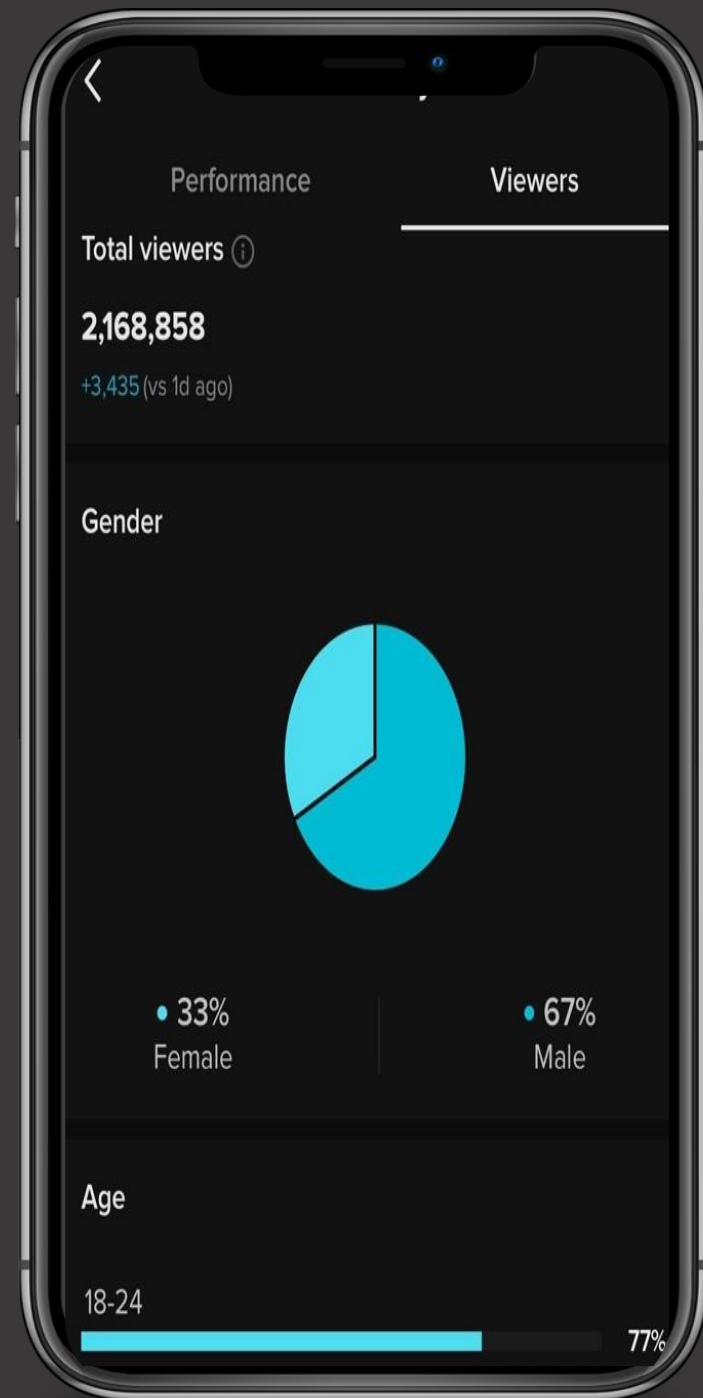 Performance
Viewers
Total viewers
2,168,858
+3,435 (vs 1d ago)
Gender
33%
Female
67%
Male
Age
18-24
77%